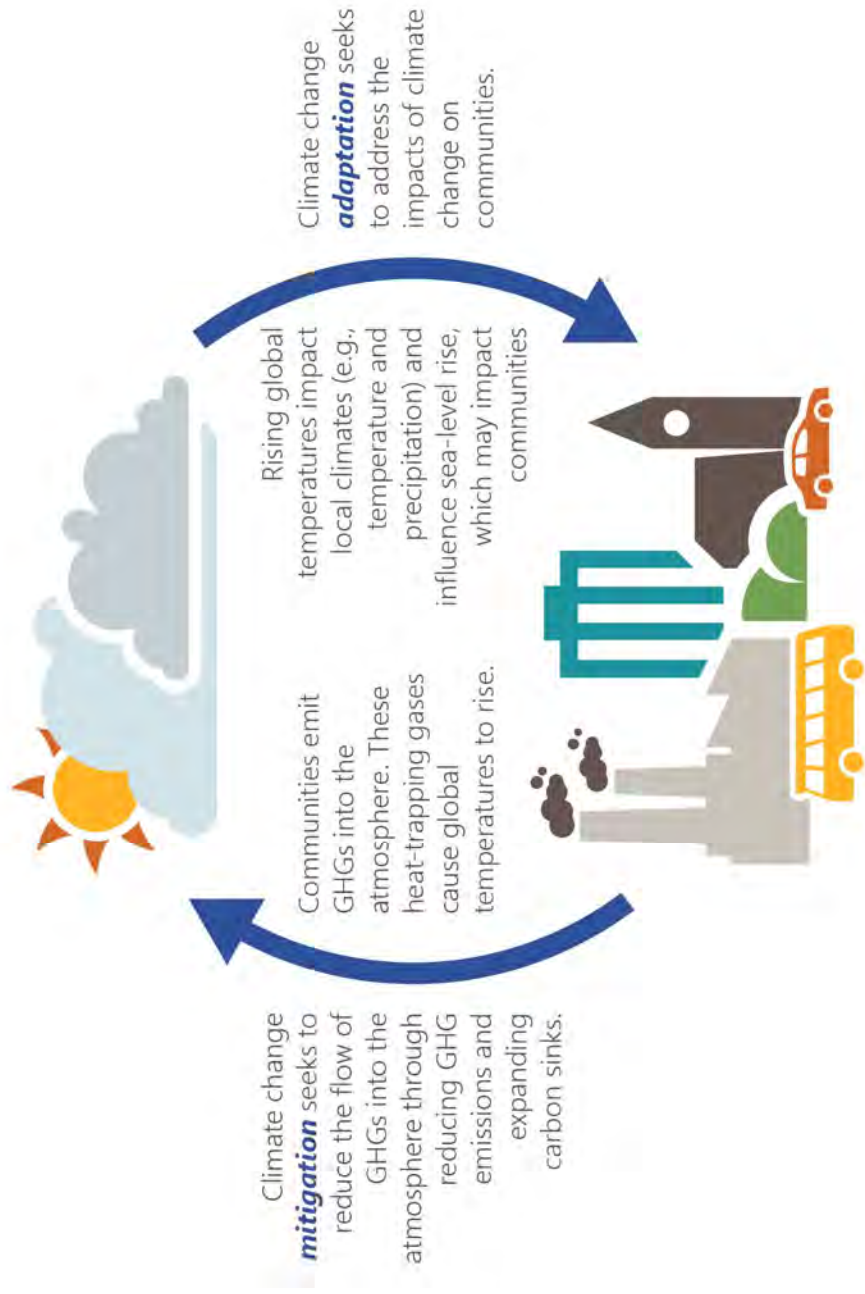 Climate change
mitigation seeks to
reduce the flow of
GHGs into the
atmosphere through
reducing GHG
emissions and
expanding
carbon sinks.
Communities emit
GHGs into the
atmosphere. These
heat-trapping gases
cause global
temperatures to rise.
Rising global
temperatures impact
local climates (e.g.,
temperature and
precipitation) and
influence sea-level rise,
which may impact
communities
Climate change
adaptation seeks
to address the
impacts of climate
change on
communities.